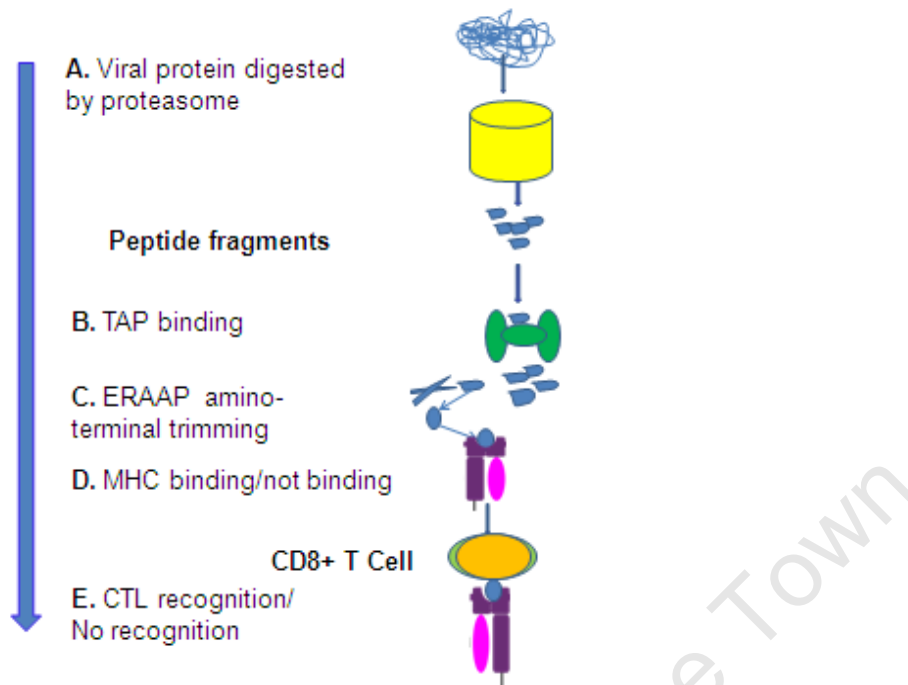 A. Viral protein digested
by proteasome
Peptide fragments
B. TAP binding
C. ERAAP amino-
terminal trimming
D. MHC binding/not binding
CD8+ T Cell
E. CTL recognition/
No recognition
Town